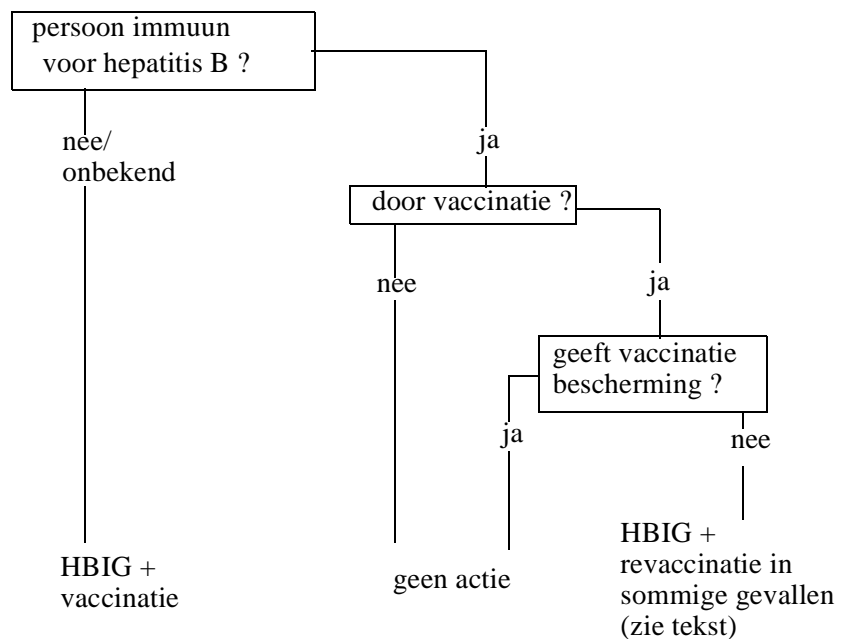 persoon immuun
voor hepatitis B ?
nee/
onbekend
ja
door vaccinatie ?
nee
ja
geeft vaccinatie
bescherming ?
ja
nee
HBIG +
vaccinatie
geen actie
HBIG +
revaccinatie in
sommige gevallen
(zie tekst)